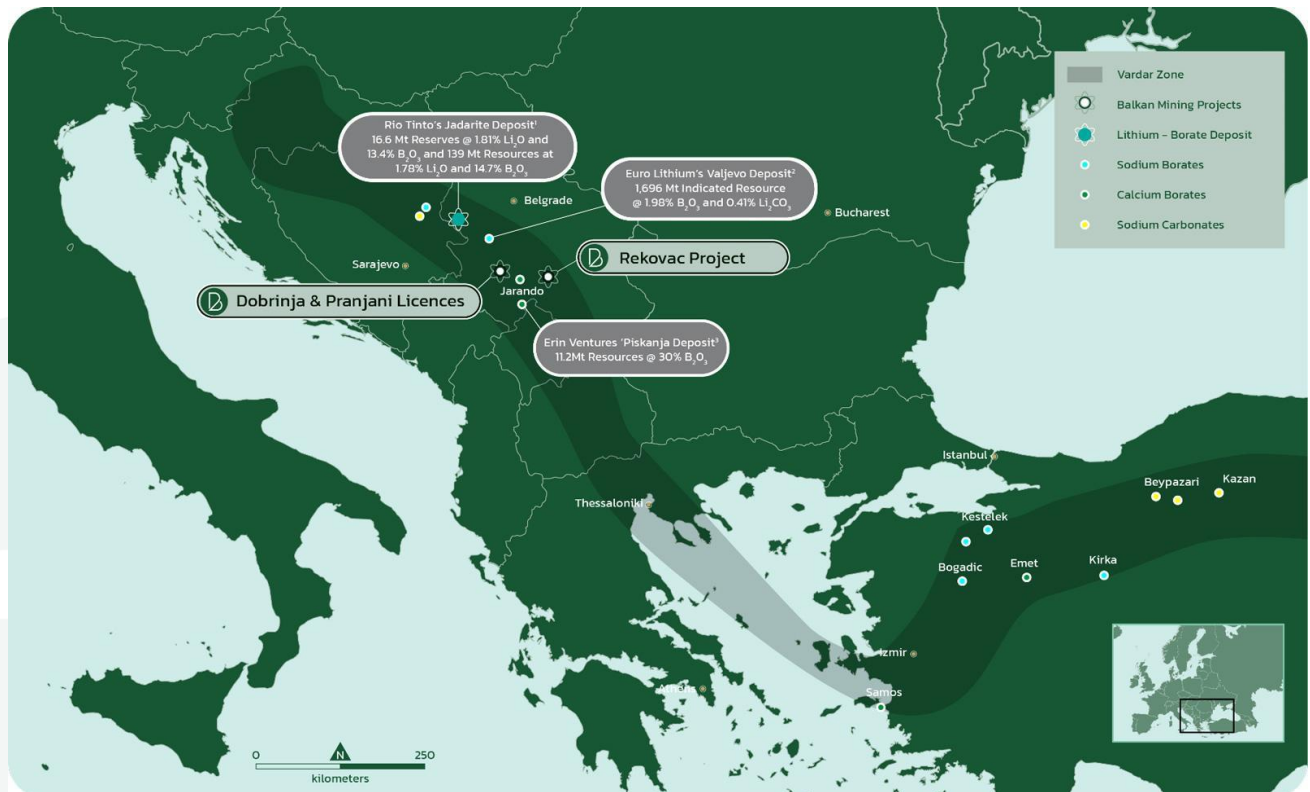 Vardar Zone
Balkan Mining Projects
Lithium - Borate Deposit
Sodium Borates
Calcium Borates
Sodium Carbonates
Rio Tinto's Jadarite Deposit¹
16.6 Mt Reserves @ 1.81% Li₂O and
13.4% B₂O₃ and 139 Mt Resources at
1.78% Li₂O and 14.7% B₂O₃
Euro Lithium's Valjevo Deposit²
1,696 Mt Indicated Resource
@ 1.98% B₂O₃ and 0.41% Li₂CO₃
Belgrade
Bucharest
Sarajevo
Rekovac Project
Dobrinja & Pranjani Licences
Jarando
Erin Ventures 'Piskanja Deposit³
11.2Mt Resources @ 30% B₂O₃
Istanbul
Thessaloniki
Beypazari
Kazan
Kestelek
Bogadic
Emet
Kirka
Izmir
Samos
Athens
0
N
250
kilometers